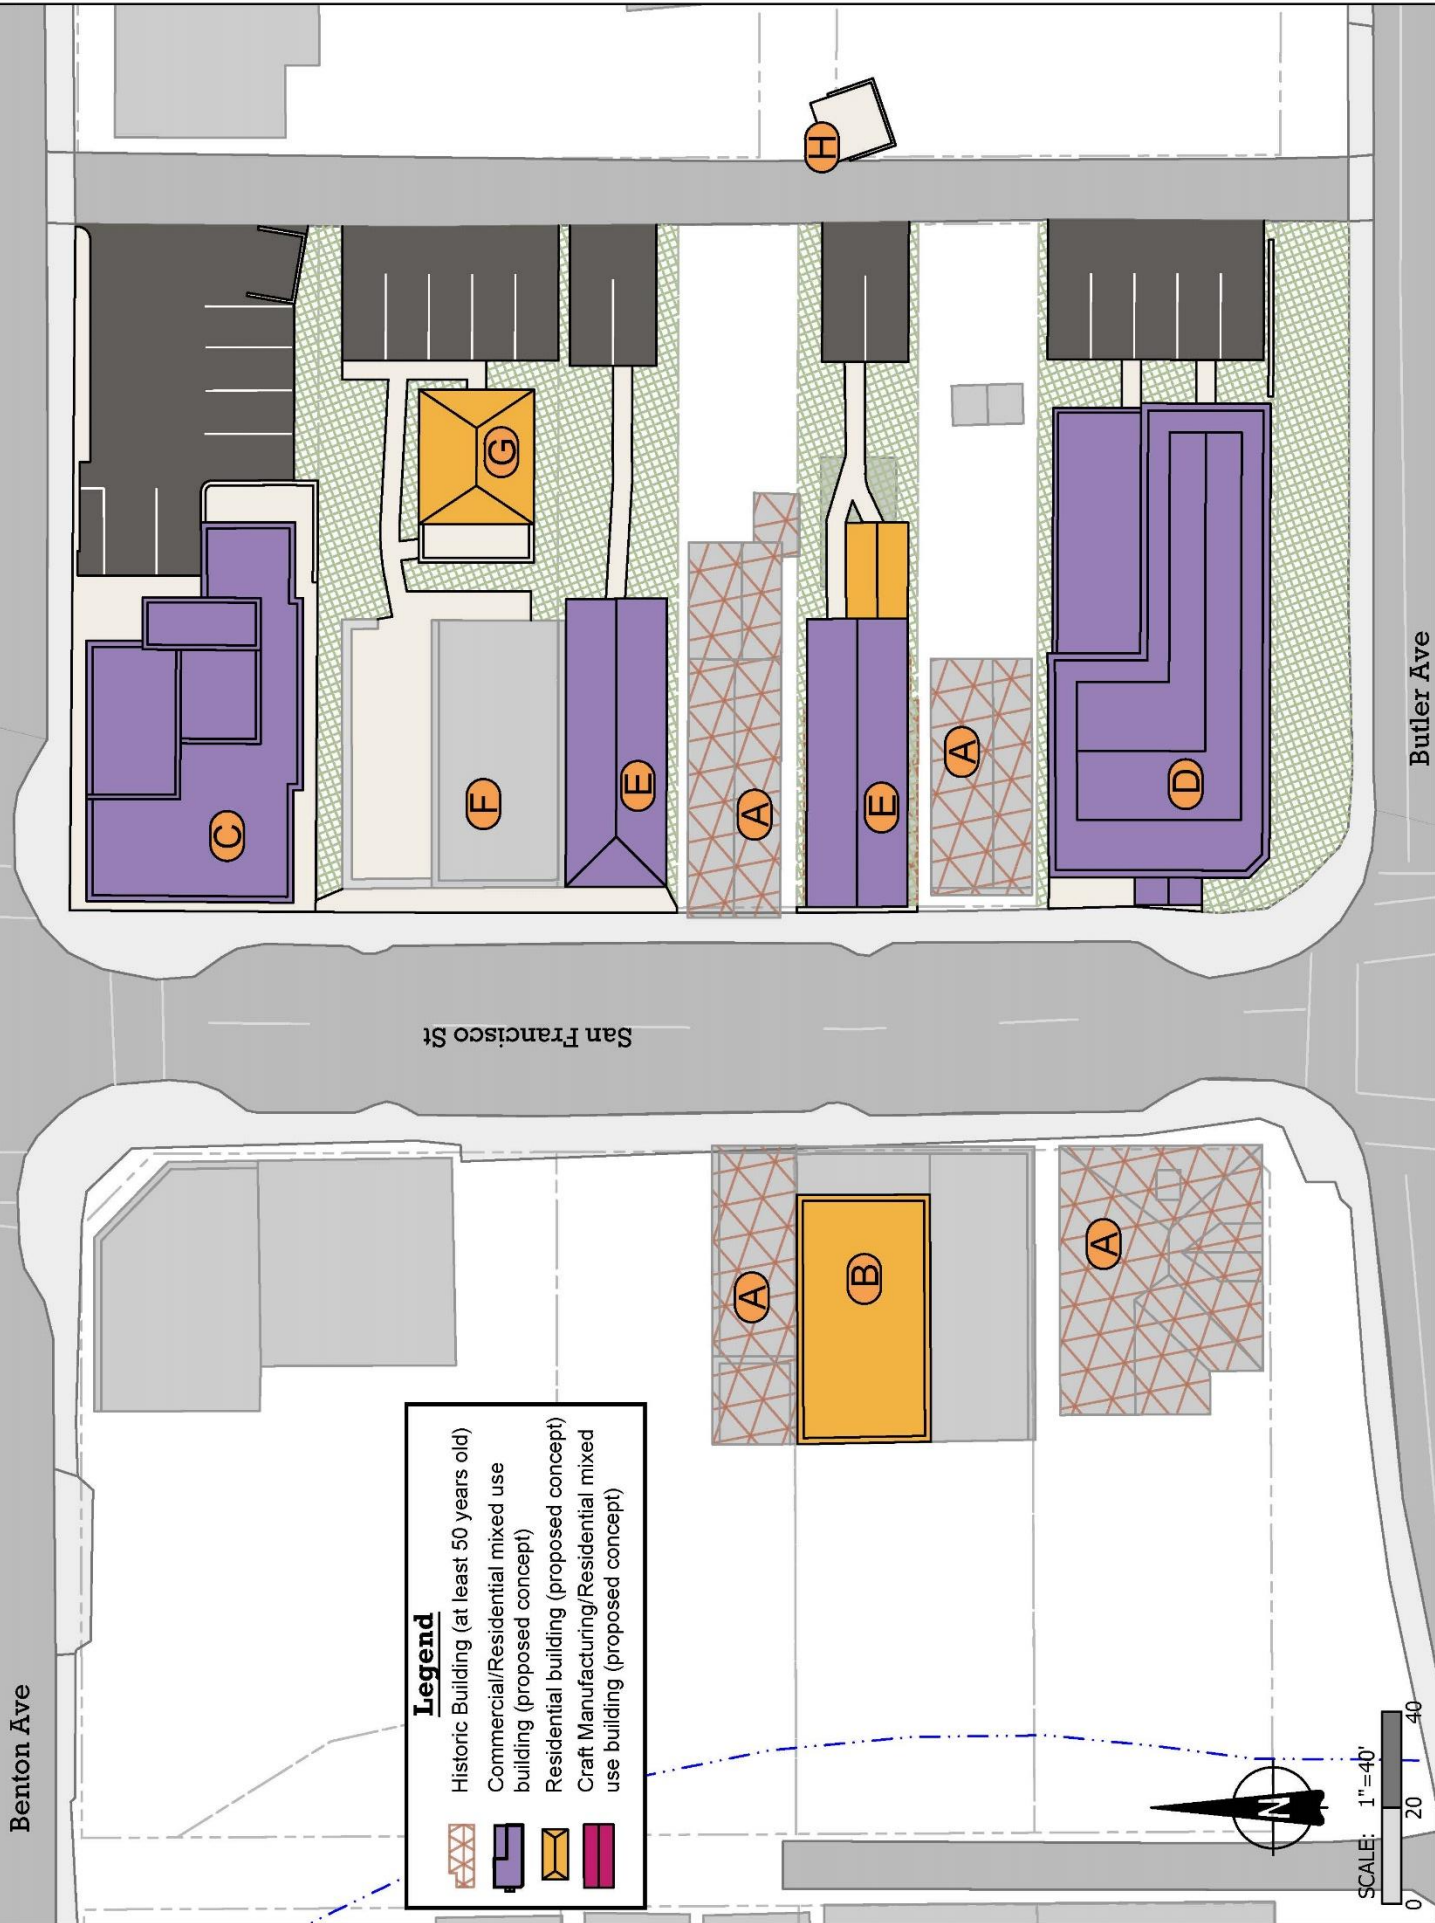 Benton Ave
Butler Ave
San Francisco St
C
F
E
G
A
E
A
D
H
A
B
A
Legend
Historic Building (at least 50 years old)
Commercial/Residential mixed use
building (proposed concept)
Residential building (proposed concept)
Craft Manufacturing/Residential mixed
use building (proposed concept)
N
SCALE: 1"=40'
0 20 40